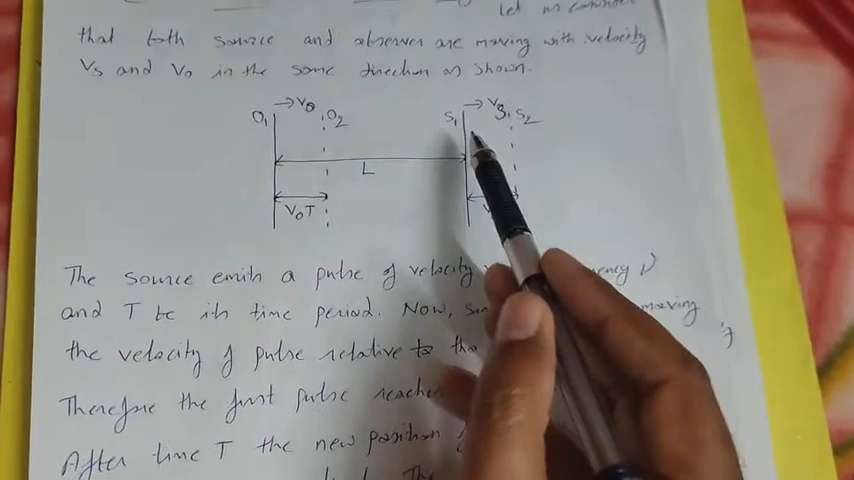 let us consider
that both source and observer are moving with velocity
Vs and Vo in the same direction as shown.
O1 → Vo O2 S1 → Vs S2
L
VoT
The source emits a pulse of velocity ν
and T be its time period. Now, moving
the velocity of pulse relative to the
Therefore the first pulse reaches
After time T the new position